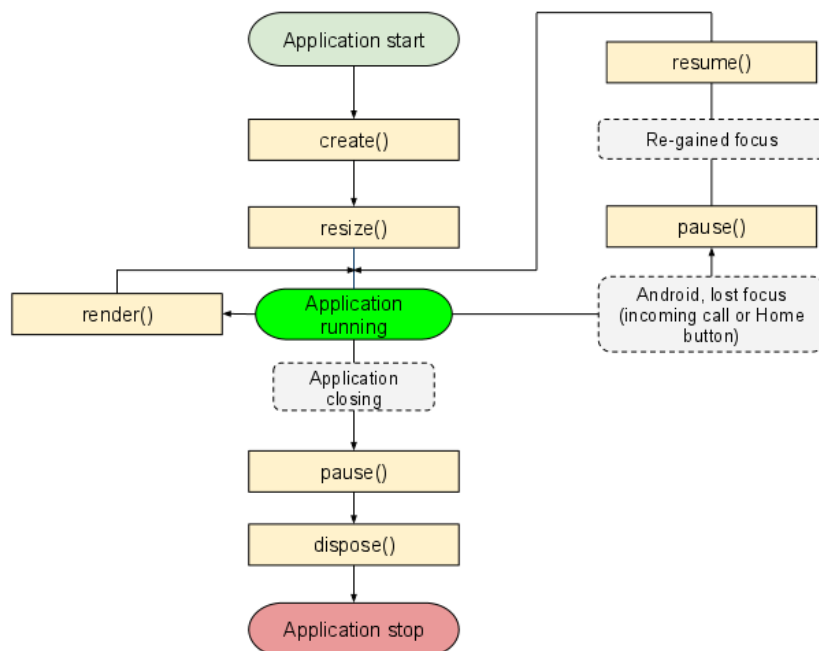 Application start
resume()
create()
Re-gained focus
resize()
pause()
render()
Application
running
Android, lost focus
(incoming call or Home
button)
Application
closing
pause()
dispose()
Application stop